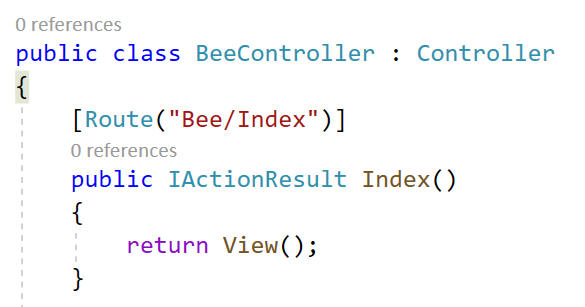 0 references
public class BeeController : Controller
{
[Route("Bee/Index")]
0 references
public IActionResult Index()
{
return View();
}